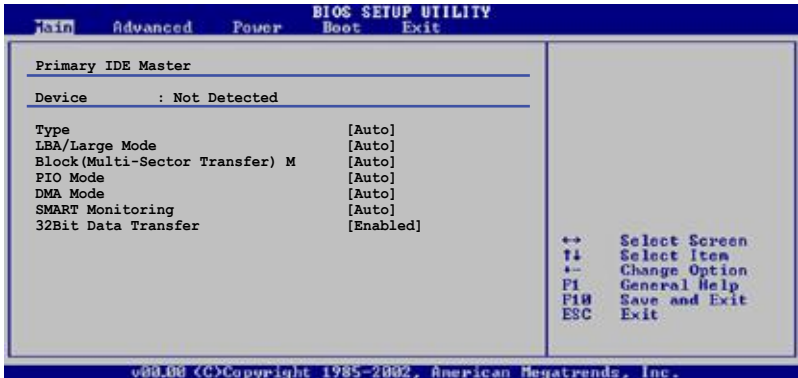 BIOS SETUP UTILITY
Main Advanced Power Boot Exit
Primary IDE Master
Device : Not Detected
Type [Auto]
LBA/Large Mode [Auto]
Block(Multi-Sector Transfer) M [Auto]
PIO Mode [Auto]
DMA Mode [Auto]
SMART Monitoring [Auto]
32Bit Data Transfer [Enabled]
↔ Select Screen
↑↓ Select Item
+- Change Option
F1 General Help
F10 Save and Exit
ESC Exit
v00.00 (C)Copyright 1985-2002, American Megatrends, Inc.